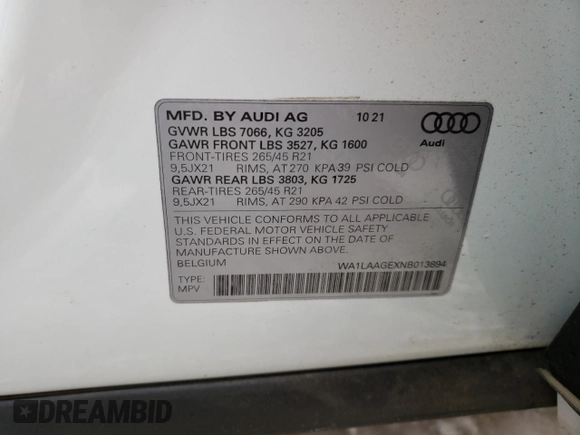 MFD. BY AUDI AG 10 21
GVWR LBS 7066, KG 3205
GAWR FRONT LBS 3527, KG 1600
FRONT-TIRES 265/45 R21
9,5JX21 RIMS, AT 270 KPA 39 PSI COLD
GAWR REAR LBS 3803, KG 1725
REAR-TIRES 265/45 R21
9,5JX21 RIMS, AT 290 KPA 42 PSI COLD
Audi
THIS VEHICLE CONFORMS TO ALL APPLICABLE
U.S. FEDERAL MOTOR VEHICLE SAFETY
STANDARDS IN EFFECT ON THE DATE OF
MANUFACTURE SHOWN ABOVE.
BELGIUM
WA1LAAGEXNB013894
TYPE:
MPV
DREAMBID